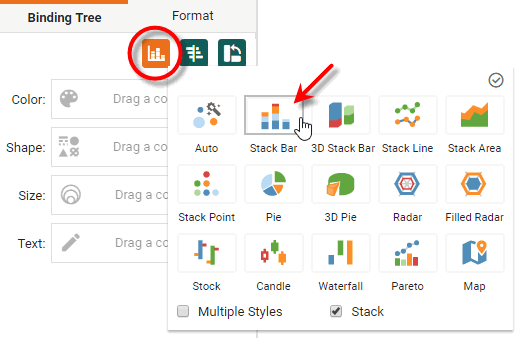 Binding Tree Format
Color: Drag a co
Shape: Drag a co
Size: Drag a co
Text: Drag a co
Auto Stack Bar 3D Stack Bar Stack Line Stack Area
Stack Point Pie 3D Pie Radar Filled Radar
Stock Candle Waterfall Pareto Map
Multiple Styles Stack